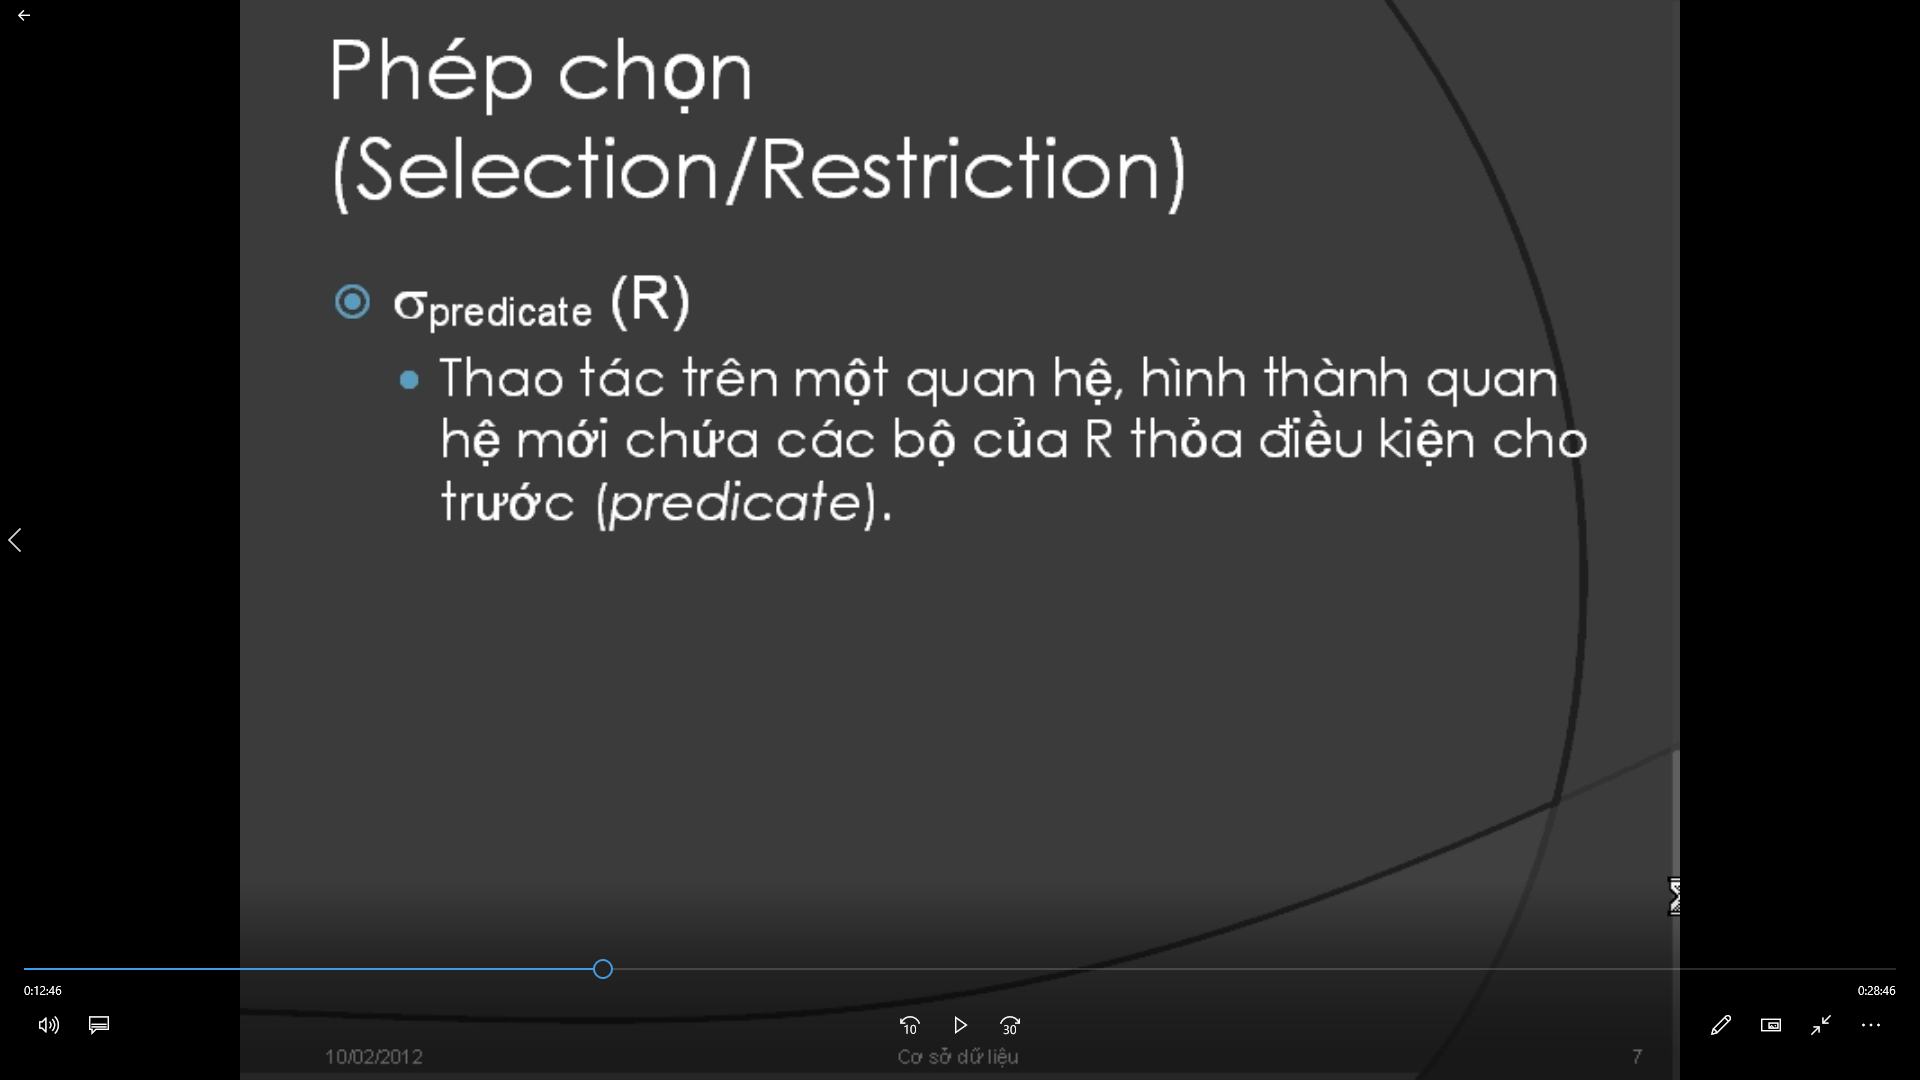 Phép chọn
(Selection/Restriction)
σpredicate (R)
Thao tác trên một quan hệ, hình thành quan
hệ mới chứa các bộ của R thỏa điều kiện cho
trước (predicate).
0:12:46
0:28:46
10
30
10/02/2012
Cơ sở dữ liệu
7